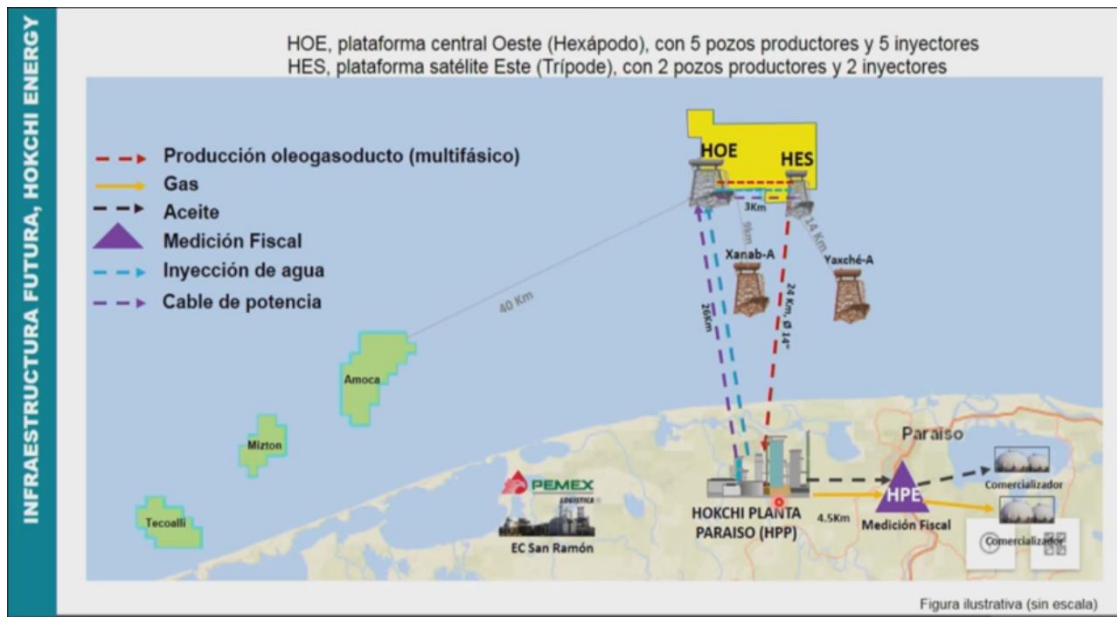 INFRAESTRUCTURA FUTURA, HOKCHI ENERGY
HOE, plataforma central Oeste (Hexápodo), con 5 pozos productores y 5 inyectores
HES, plataforma satélite Este (Trípode), con 2 pozos productores y 2 inyectores
Producción oleogasoducto (multifásico)
Gas
Aceite
Medición Fiscal
Inyección de agua
Cable de potencia
HOE
HES
3Km
9km
14 Km
Xanab-A
Yaxché-A
40 Km
26Km
24 Km, Ø 14"
Amoca
Mizton
Tecoalli
PEMEX
LOGÍSTICA
EC San Ramón
HOKCHI PLANTA
PARAISO (HPP)
4.5Km
Paraiso
HPE
Medición Fiscal
Comercializador
Comercializador
Figura ilustrativa (sin escala)